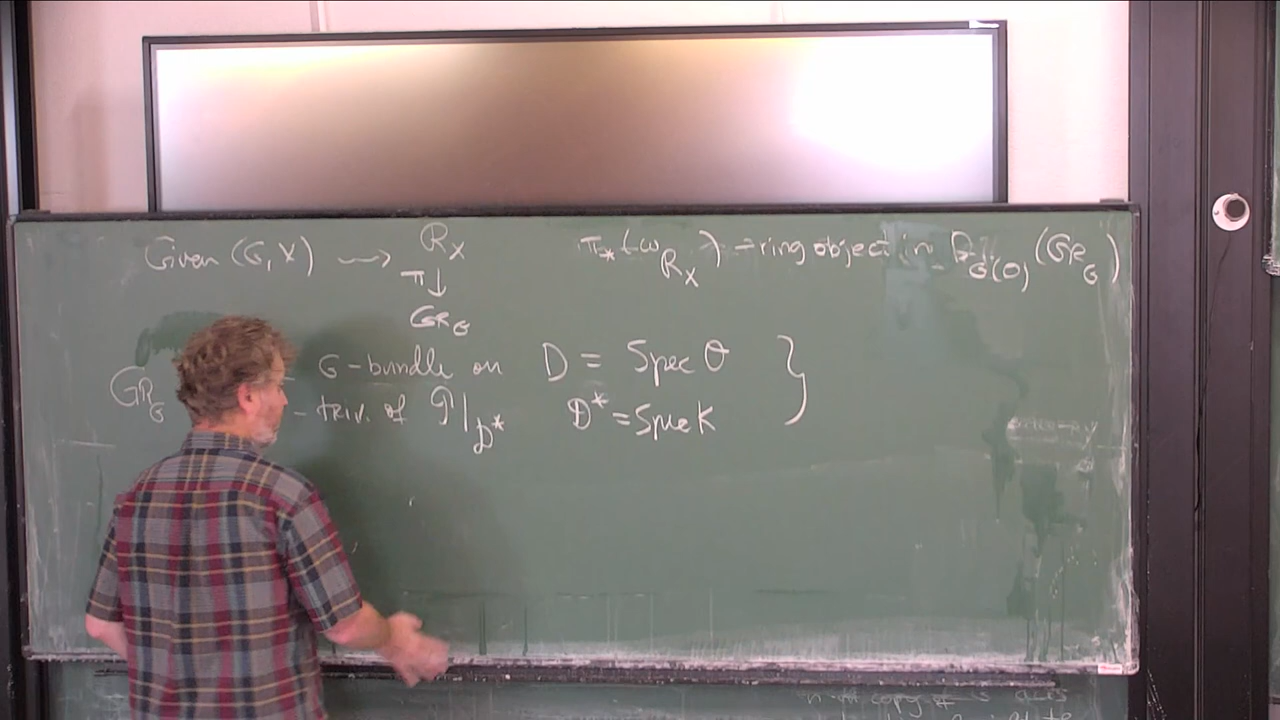 Given (G, X) ⟿ R_X π_*(ω_{R_X}) – ring object in D_{G(O)}(Gr_G)
π↓
Gr_G
Gr_G – G-bundle on D = Spec O }
– triv. of 𝒫|_{D*} D* = Spec K